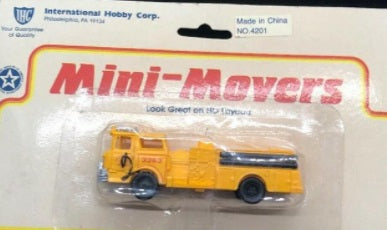 IHC
International Hobby Corp.
Philadelphia, PA 19134
Your Guarantee
of Quality
Made in China
NO.4201
Mini-Movers
Look Great on HO Layouts